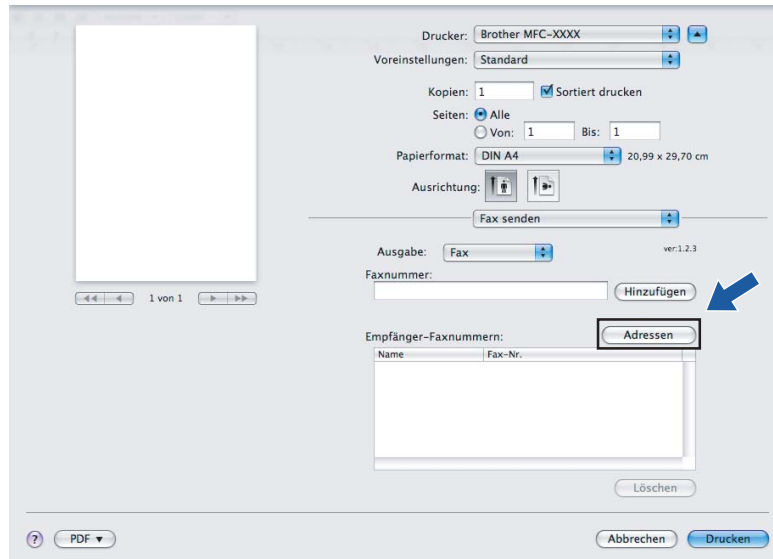 Drucker: Brother MFC-XXXX
Voreinstellungen: Standard
Kopien: 1 Sortiert drucken
Seiten: Alle
Von: 1 Bis: 1
Papierformat: DIN A4 20,99 x 29,70 cm
Ausrichtung:
Fax senden
Ausgabe: Fax ver:1.2.3
Faxnummer:
Hinzufügen
1 von 1
Empfänger-Faxnummern: Adressen
Name Fax-Nr.
Löschen
? PDF Abbrechen Drucken